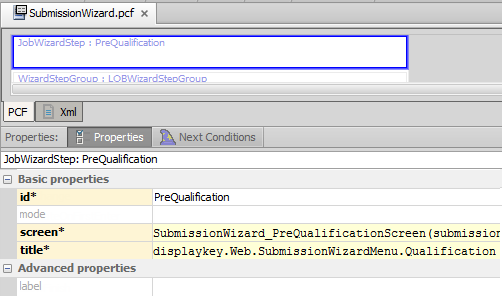 SubmissionWizard.pcf
JobWizardStep : PreQualification
WizardStepGroup : LOBWizardStepGroup
PCF Xml
Properties: Properties Next Conditions
JobWizardStep: PreQualification
Basic properties
id* PreQualification
mode
screen* SubmissionWizard_PreQualificationScreen(submission
title* displaykey.Web.SubmissionWizardMenu.Qualification
Advanced properties
label